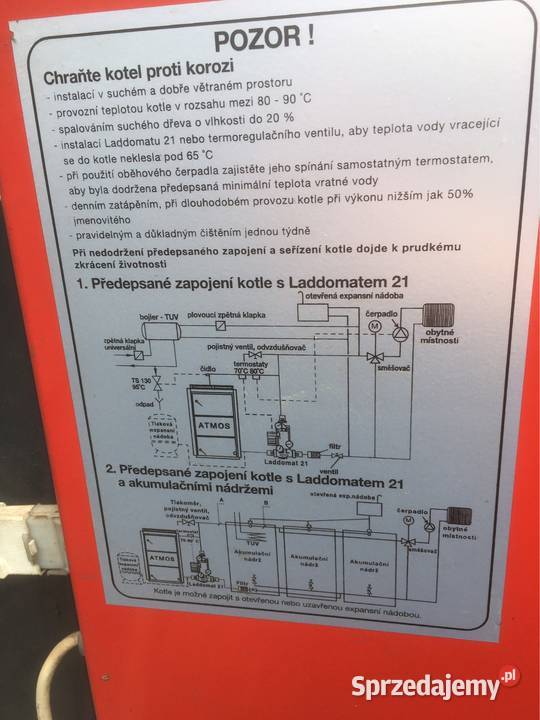 POZOR !
Chraňte kotel proti korozi
- instalací v suchém a dobře větraném prostoru
- provozní teplotou kotle v rozsahu mezi 80 - 90 °C
- spalováním suchého dřeva o vlhkosti do 20 %
- instalací Laddomatu 21 nebo termoregulačního ventilu, aby teplota vody vracející
se do kotle neklesla pod 65 °C
- při použití oběhového čerpadla zajistěte jeho spínání samostatným termostatem,
aby byla dodržena předepsaná minimální teplota vratné vody
- denním zatápěním, při dlouhodobém provozu kotle při výkonu nižším jak 50%
jmenovitého
- pravidelným a důkladným čištěním jednou týdně
Při nedodržení předepsaného zapojení a seřízení kotle dojde k prudkému
zkrácení životnosti
1. Předepsané zapojení kotle s Laddomatem 21
otevřená expansní nádoba
bojler - TUV
plovoucí zpětná klapka
čerpadlo
M
obytné
místnosti
zpětná klapka
universální
pojistný ventil, odvzdušňovač
směšovač
termostaty
70°C 80°C
TS 130
95°C
čidlo
odpad
Tlaková
expansní
nádoba
ATMOS
Laddomat 21
filtr
ventil
2. Předepsané zapojení kotle s Laddomatem 21
a akumulačními nádržemi
Tlakoměr,
pojistný ventil,
odvzdušňovač
A
B
otevřená exp.nádoba
čerpadlo
M
obytné
místnosti
směšovač
TUV
Akumulační
nádrž
Akumulační
nádrž
Akumulační
nádrž
ATMOS
Tlaková
expansní
nádoba
Laddomat 21
Filtr
Kotle je možné zapojit s otevřenou nebo uzavřenou expansní nádobou.
Sprzedajemy.pl